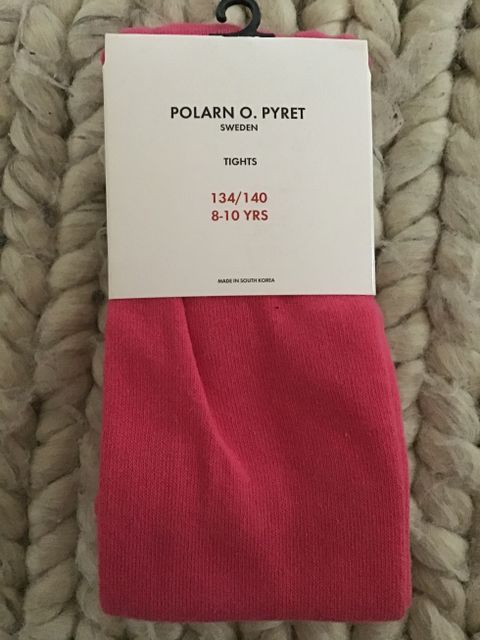 POLARN O. PYRET
SWEDEN
TIGHTS
134/140
8-10 YRS
MADE IN SOUTH KOREA